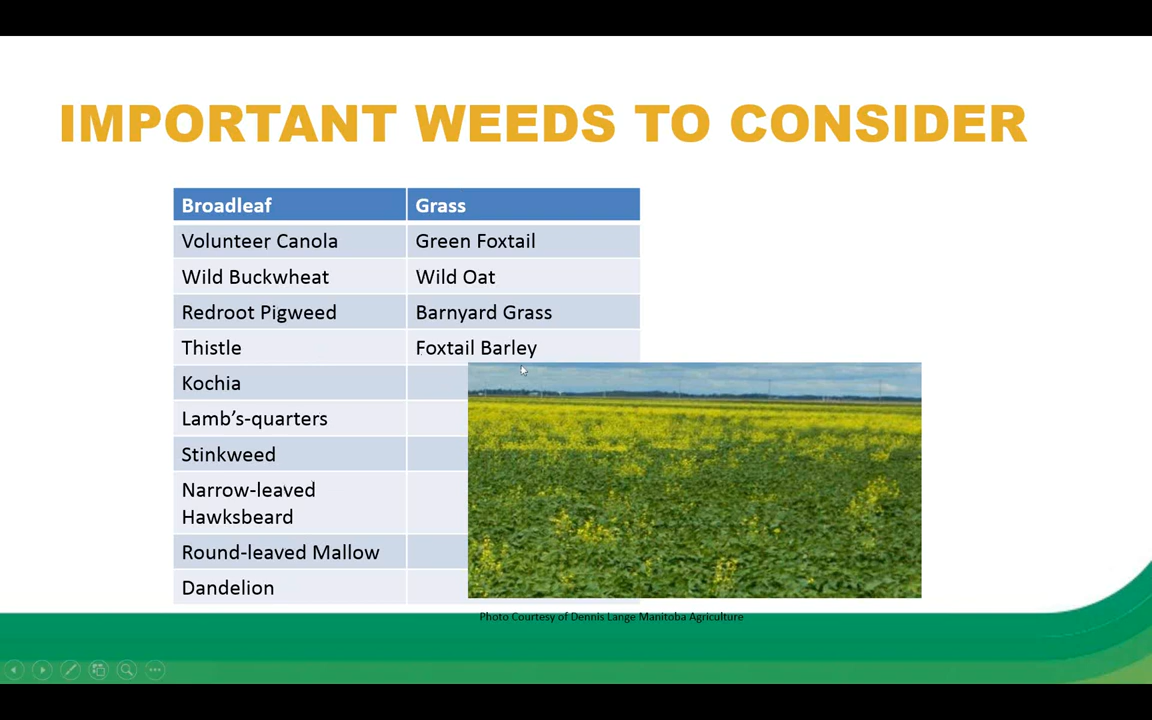 IMPORTANT WEEDS TO CONSIDER
Broadleaf Grass
Volunteer Canola Green Foxtail
Wild Buckwheat Wild Oat
Redroot Pigweed Barnyard Grass
Thistle Foxtail Barley
Kochia
Lamb’s-quarters
Stinkweed
Narrow-leaved
Hawksbeard
Round-leaved Mallow
Dandelion
Photo Courtesy of Dennis Lange Manitoba Agriculture